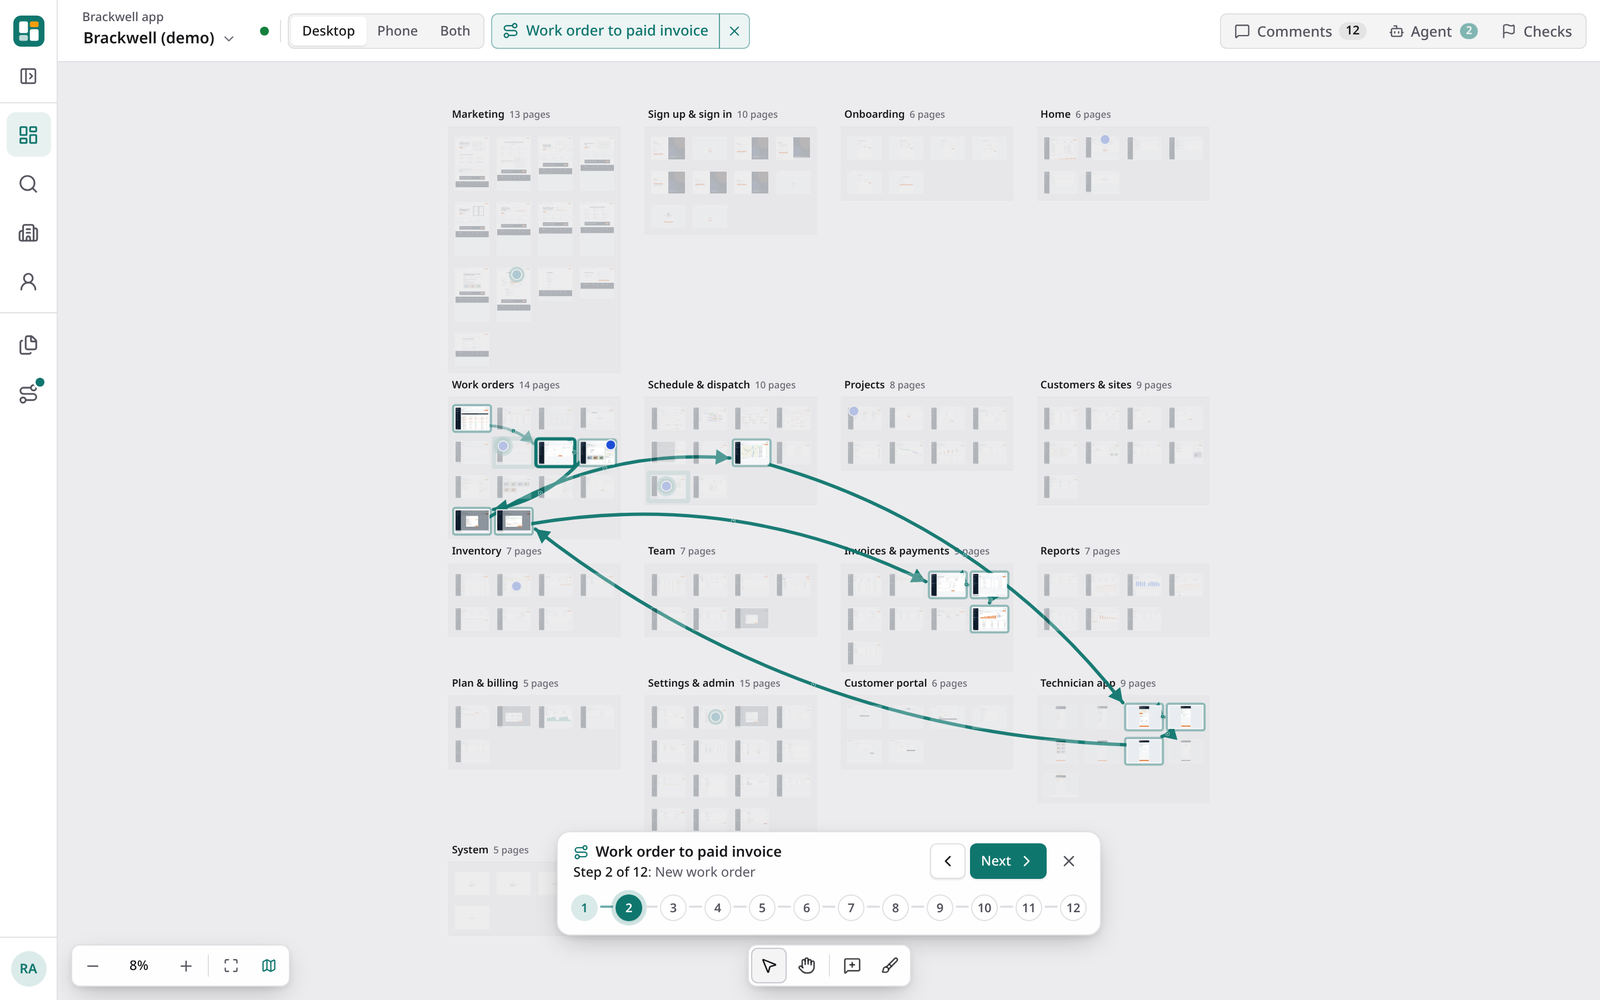 Brackwell app
Brackwell (demo)
Desktop Phone Both
Work order to paid invoice
Comments 12
Agent 2
Checks
Marketing 13 pages
Sign up & sign in 10 pages
Onboarding 6 pages
Home 6 pages
Work orders 14 pages
Schedule & dispatch 10 pages
Projects 8 pages
Customers & sites 9 pages
Inventory 7 pages
Team 7 pages
Invoices & payments 9 pages
Reports 7 pages
Plan & billing 5 pages
Settings & admin 15 pages
Customer portal 6 pages
Technician app 9 pages
System 5 pages
Work order to paid invoice
Step 2 of 12: New work order
Next
1 2 3 4 5 6 7 8 9 10 11 12
RA
8%